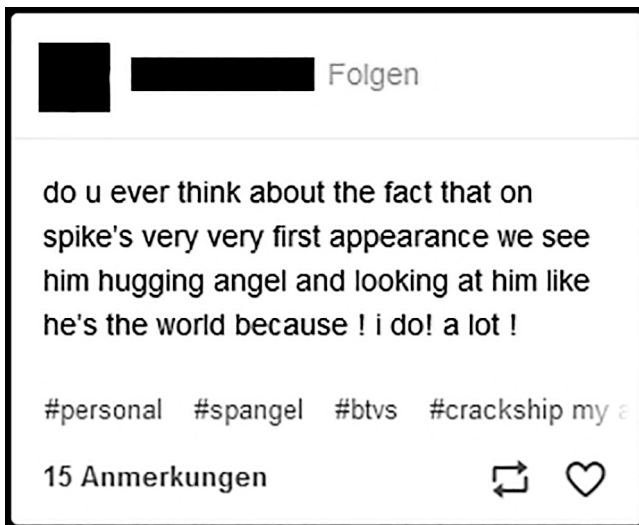 Folgen
do u ever think about the fact that on
spike's very very first appearance we see
him hugging angel and looking at him like
he's the world because ! i do! a lot !
#personal #spangel #btvs #crackship my
15 Anmerkungen